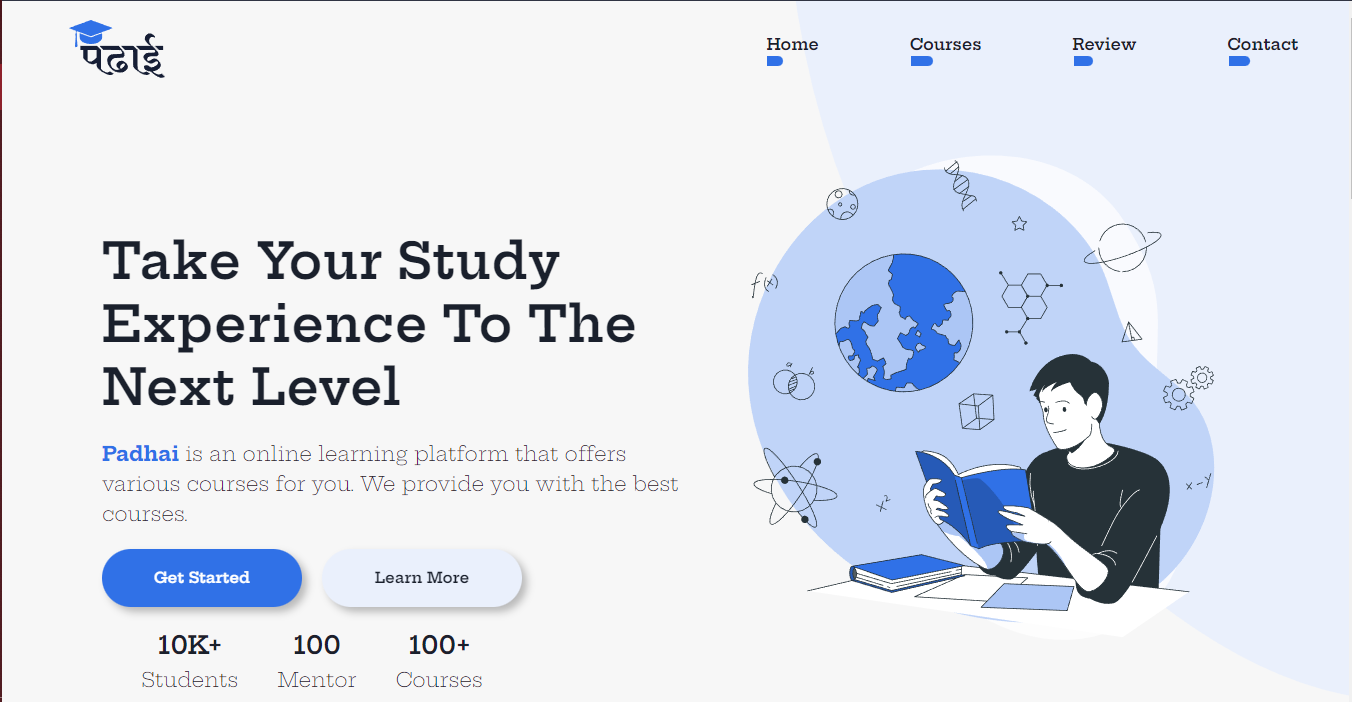 पढाई
Home Courses Review Contact
Take Your Study
Experience To The
Next Level
Padhai is an online learning platform that offers
various courses for you. We provide you with the best
courses.
Get Started Learn More
10K+ 100 100+
Students Mentor Courses
f(x)
a b
x²
x-y